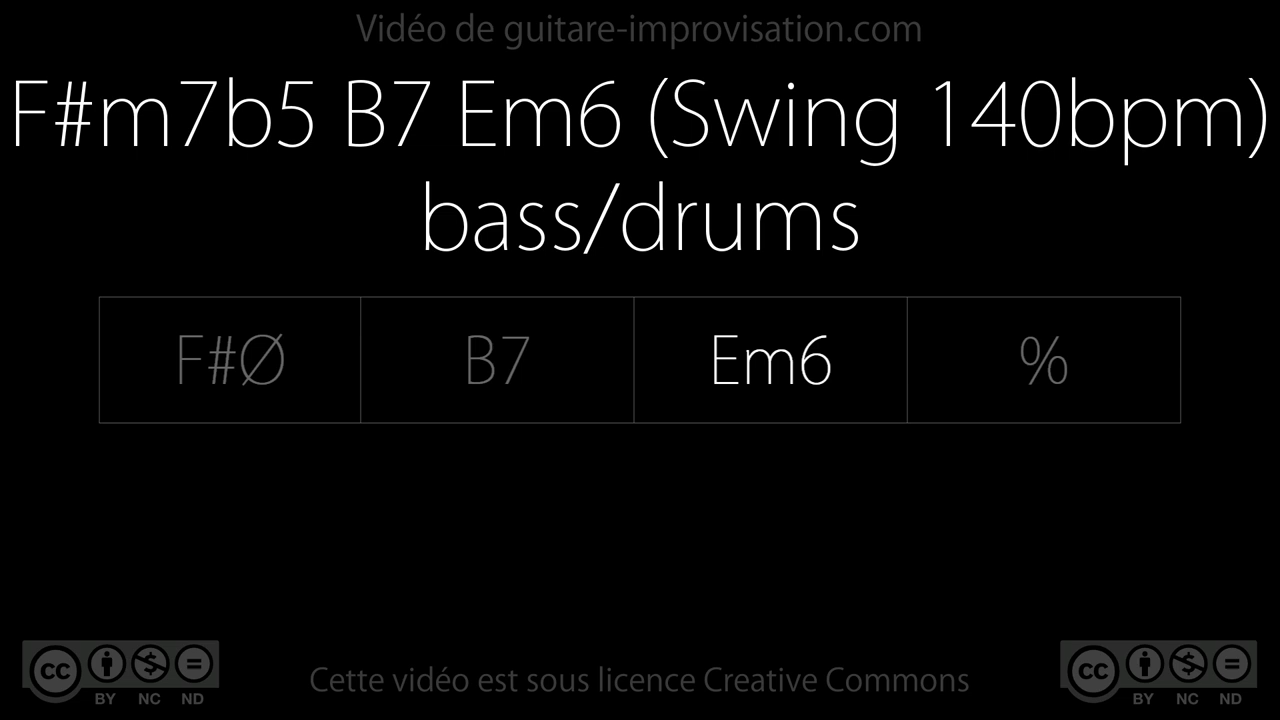 Vidéo de guitare-improvisation.com
F#m7b5 B7 Em6 (Swing 140bpm)
bass/drums
F#Ø B7 Em6 %
cc BY NC ND
Cette vidéo est sous licence Creative Commons
cc BY NC ND